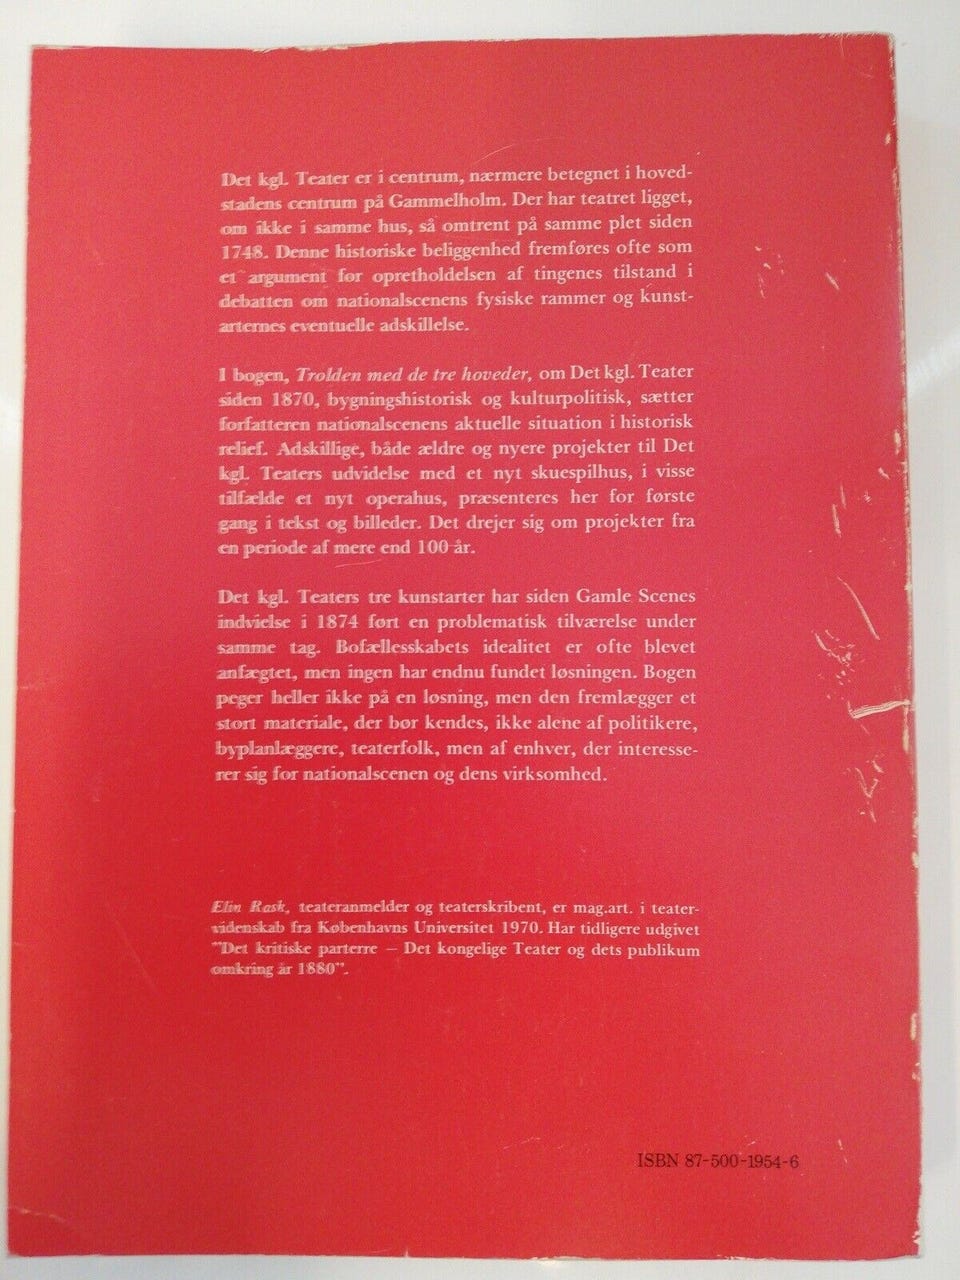 Det kgl. Teater er i centrum, nærmere betegnet i hoved-
stadens centrum på Gammelholm. Der har teatret ligget,
om ikke i samme hus, så omtrent på samme plet siden
1748. Denne historiske beliggenhed fremføres ofte som
et argument for opretholdelsen af tingenes tilstand i
debatten om nationalscenens fysiske rammer og kunst-
arternes eventuelle adskillelse.
I bogen, Trolden med de tre hoveder, om Det kgl. Teater
siden 1870, bygningshistorisk og kulturpolitisk, sætter
forfatteren nationalscenens aktuelle situation i historisk
relief. Adskillige, både ældre og nyere projekter til Det
kgl. Teaters udvidelse med et nyt skuespilhus, i visse
tilfælde et nyt operahus, præsenteres her for første
gang i tekst og billeder. Det drejer sig om projekter fra
en periode af mere end 100 år.
Det kgl. Teaters tre kunstarter har siden Gamle Scenes
indvielse i 1874 ført en problematisk tilværelse under
samme tag. Bofællesskabets idealitet er ofte blevet
anfægtet, men ingen har endnu fundet løsningen. Bogen
peger heller ikke på en løsning, men den fremlægger et
stort materiale, der bør kendes, ikke alene af politikere,
byplanlæggere, teaterfolk, men af enhver, der interesse-
rer sig for nationalscenen og dens virksomhed.
Elin Rask, teateranmelder og teaterskribent, er mag.art. i teater-
videnskab fra Københavns Universitet 1970. Har tidligere udgivet
"Det kritiske parterre – Det kongelige Teater og dets publikum
omkring år 1880".
ISBN 87-500-1954-6